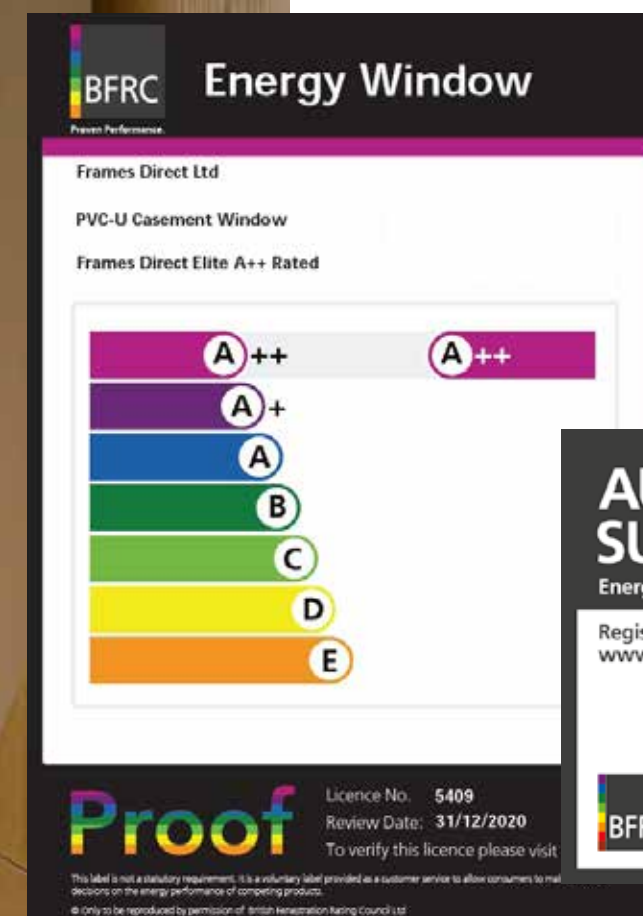 BFRC
Energy Window
Proven Performance.
Frames Direct Ltd
PVC-U Casement Window
Frames Direct Elite A++ Rated
A++
A++
A+
A
B
C
D
E
Energ
Regis
www
BFR
Proof
Licence No. 5409
Review Date: 31/12/2020
To verify this licence please visit
This label is not a statutory requirement. It is a voluntary label provided as a customer service to allow consumers to
decisions on the energy performance of competing products.
© Only to be reproduced by permission of British Fenestration Rating Council Ltd